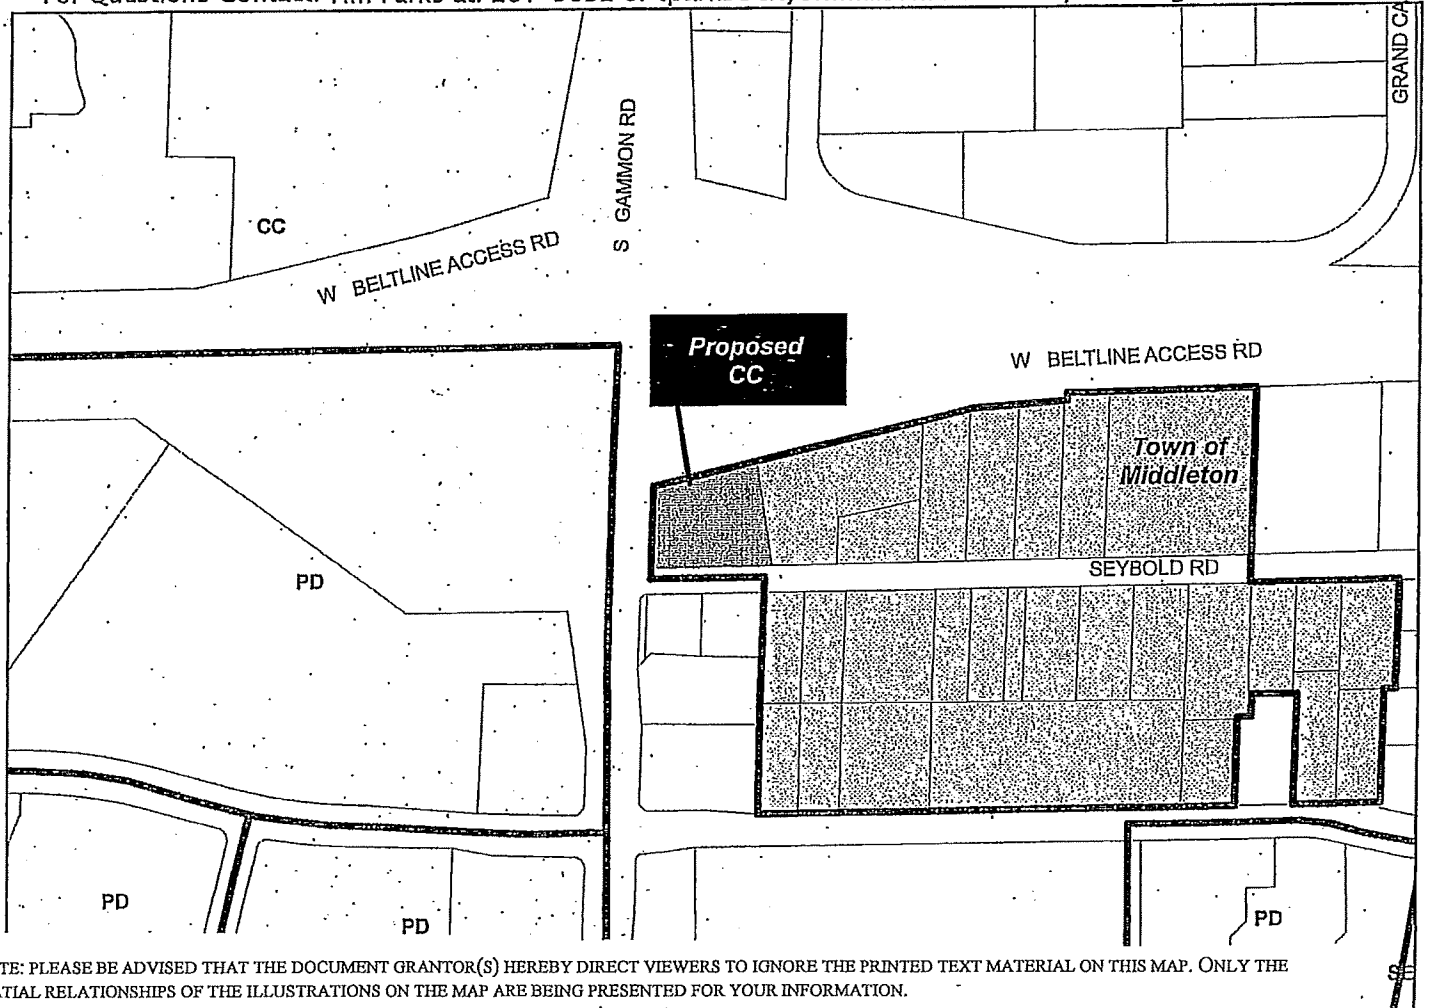 GRAND CA
S GAMMON RD
CC
W BELTLINE ACCESS RD
Proposed
CC
W BELTLINE ACCESS RD
Town of
Middleton
PD
SEYBOLD RD
PD
PD
PD
SE
TE: PLEASE BE ADVISED THAT THE DOCUMENT GRANTOR(S) HEREBY DIRECT VIEWERS TO IGNORE THE PRINTED TEXT MATERIAL ON THIS MAP. ONLY THE
ATIAL RELATIONSHIPS OF THE ILLUSTRATIONS ON THE MAP ARE BEING PRESENTED FOR YOUR INFORMATION.